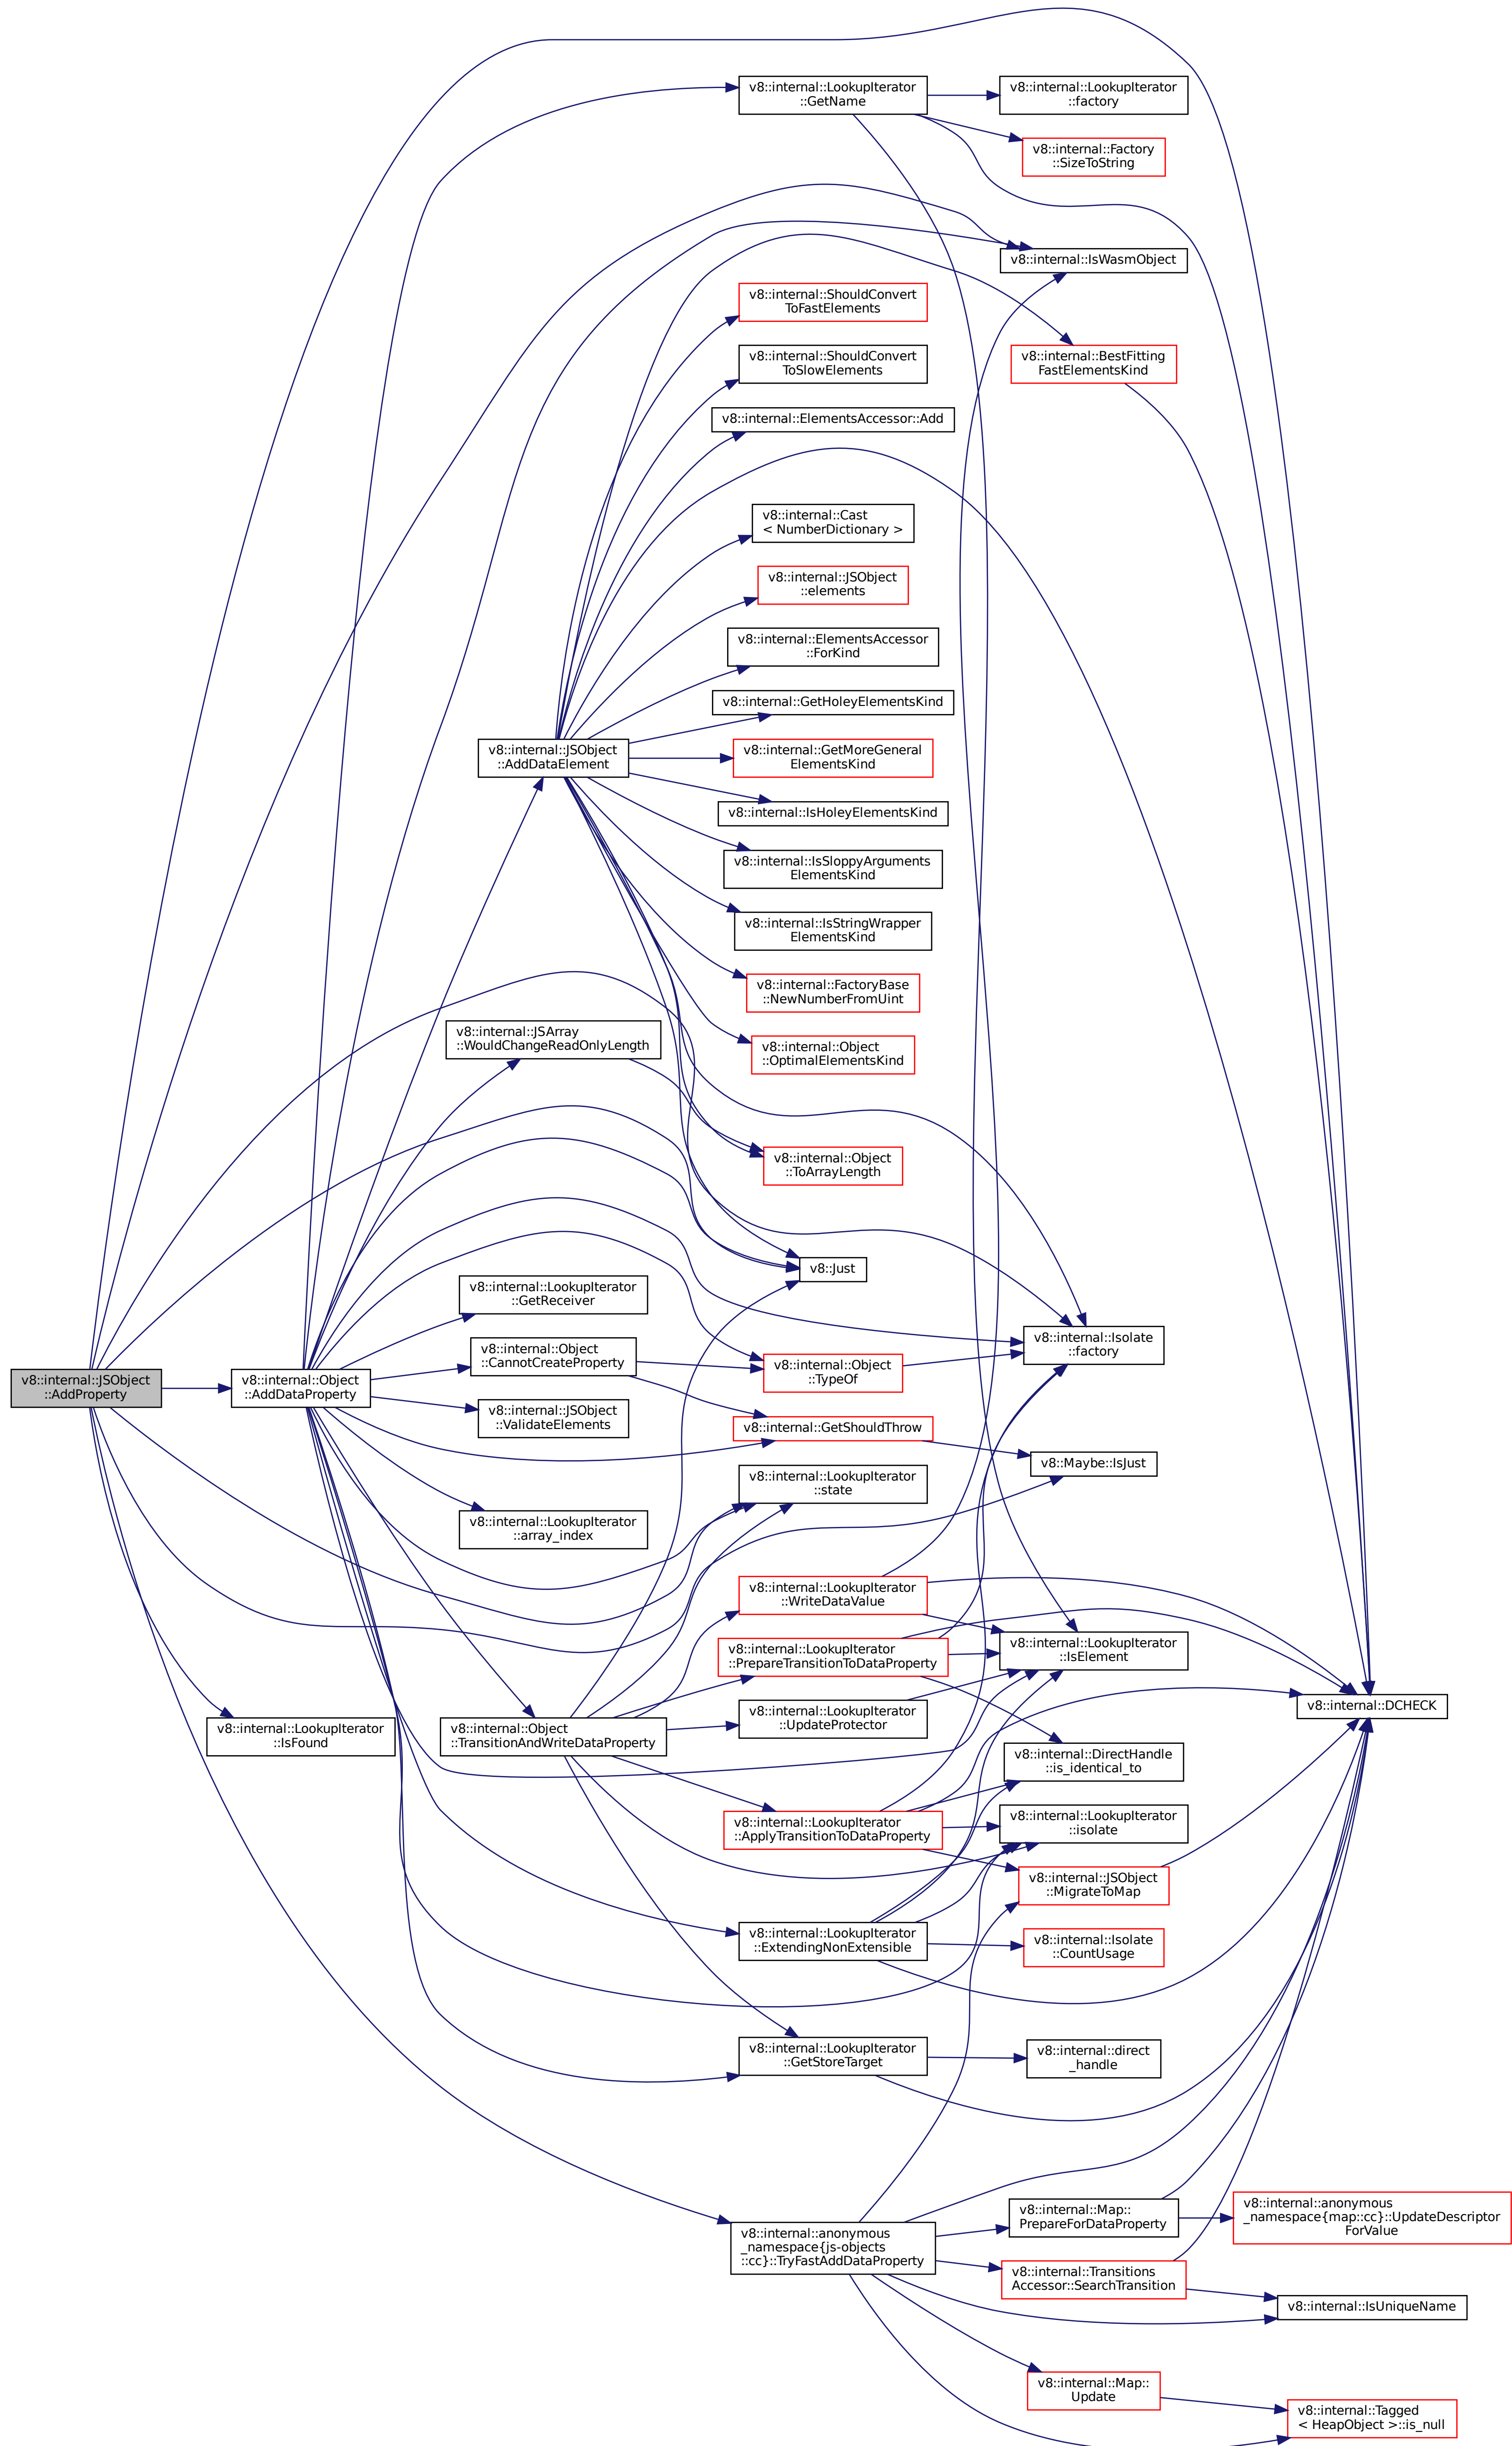 v8::internal::LookupIterator
::GetName
v8::internal::LookupIterator
::factory
v8::internal::Factory
::SizeToString
v8::internal::IsWasmObject
v8::internal::ShouldConvert
ToFastElements
v8::internal::ShouldConvert
ToSlowElements
v8::internal::BestFitting
FastElementsKind
v8::internal::ElementsAccessor::Add
v8::internal::Cast
< NumberDictionary >
v8::internal::JSObject
::elements
v8::internal::ElementsAccessor
::ForKind
v8::internal::GetHoleyElementsKind
v8::internal::JSObject
::AddDataElement
v8::internal::GetMoreGeneral
ElementsKind
v8::internal::IsHoleyElementsKind
v8::internal::IsSloppyArguments
ElementsKind
v8::internal::IsStringWrapper
ElementsKind
v8::internal::FactoryBase
::NewNumberFromUint
v8::internal::JSArray
::WouldChangeReadOnlyLength
v8::internal::Object
::OptimalElementsKind
v8::internal::Object
::ToArrayLength
v8::Just
v8::internal::LookupIterator
::GetReceiver
v8::internal::Isolate
::factory
v8::internal::JSObject
::AddProperty
v8::internal::Object
::AddDataProperty
v8::internal::Object
::CannotCreateProperty
v8::internal::Object
::TypeOf
v8::internal::JSObject
::ValidateElements
v8::internal::GetShouldThrow
v8::Maybe::IsJust
v8::internal::LookupIterator
::state
v8::internal::LookupIterator
::array_index
v8::internal::LookupIterator
::WriteDataValue
v8::internal::LookupIterator
::PrepareTransitionToDataProperty
v8::internal::LookupIterator
::IsElement
v8::internal::DCHECK
v8::internal::LookupIterator
::IsFound
v8::internal::Object
::TransitionAndWriteDataProperty
v8::internal::LookupIterator
::UpdateProtector
v8::internal::DirectHandle
::is_identical_to
v8::internal::LookupIterator
::ApplyTransitionToDataProperty
v8::internal::LookupIterator
::isolate
v8::internal::JSObject
::MigrateToMap
v8::internal::LookupIterator
::ExtendingNonExtensible
v8::internal::Isolate
::CountUsage
v8::internal::LookupIterator
::GetStoreTarget
v8::internal::direct
_handle
v8::internal::anonymous
_namespace{js-objects
::cc}::TryFastAddDataProperty
v8::internal::Map::
PrepareForDataProperty
v8::internal::anonymous
_namespace{map::cc}::UpdateDescriptor
ForValue
v8::internal::Transitions
Accessor::SearchTransition
v8::internal::IsUniqueName
v8::internal::Map::
Update
v8::internal::Tagged
< HeapObject >::is_null